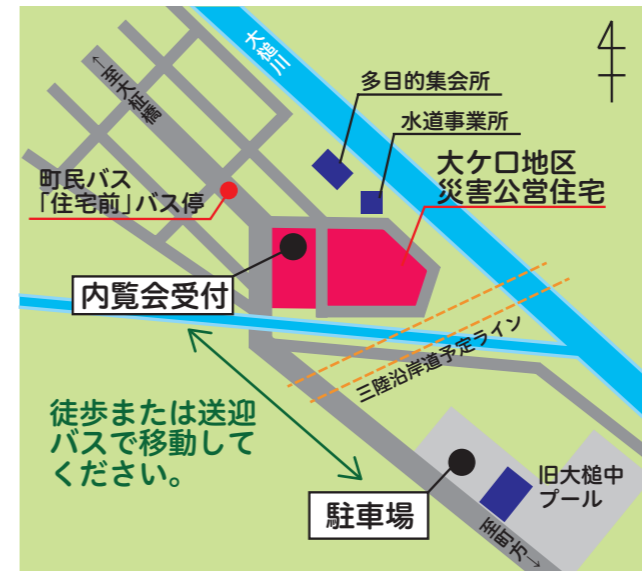 大槌川
↑至大柾橋
多目的集会所
水道事業所
大ケ口地区
災害公営住宅
町民バス
「住宅前」バス停
内覧会受付
三陸沿岸道予定ライン
徒歩または送迎
バスで移動して
ください。
旧大槌中
プール
駐車場
至町方→